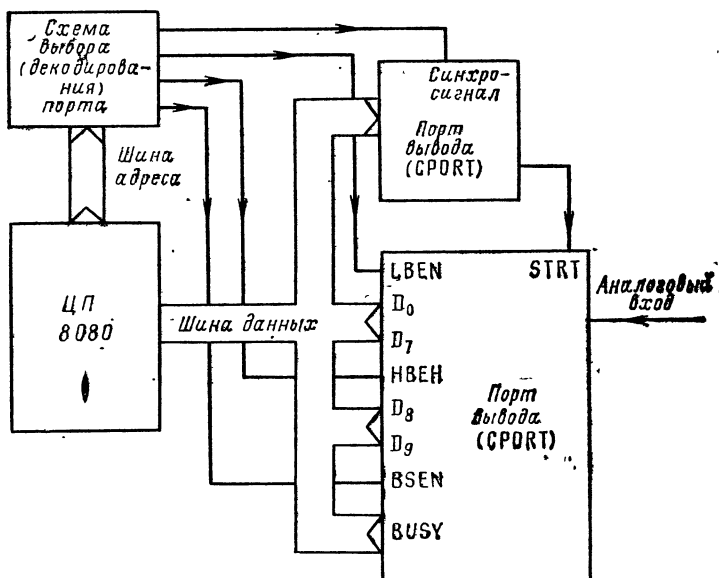 Схема
выбора
(декодирова-
ния)
порта
Шина
адреса
ЦП
8080
Шина данных
Синхро-
сигнал
Порт
вывода
(CPORT)
LBEN
STRT
D0
D7
HBEH
D8
D9
BSEN
BUSY
Порт
вывода
(CPORT)
Аналоговый
вход